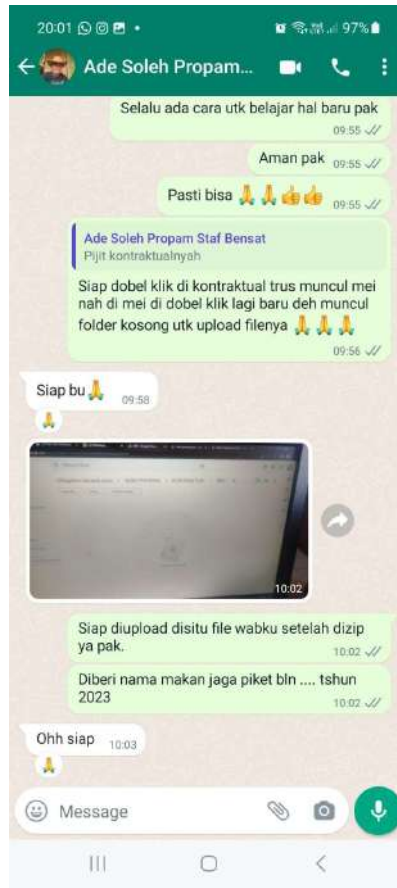 20:01
97%
Ade Soleh Propam...
Selalu ada cara utk belajar hal baru pak
09:55
Aman pak 09:55
Pasti bisa 🙏🙏👍👍 09:55
Ade Soleh Propam Staf Bensat
Pijit kontraktualnyah
Siap dobel klik di kontraktual trus muncul mei
nah di mei di dobel klik lagi baru deh muncul
folder kosong utk upload filenya 🙏🙏🙏
09:56
Siap bu🙏 09:58
🙏
10:02
Siap diupload disitu file wabku setelah dizip
ya pak.
10:02
Diberi nama makan jaga piket bln .... tshun
2023
10:02
Ohh siap 10:03
🙏
Message